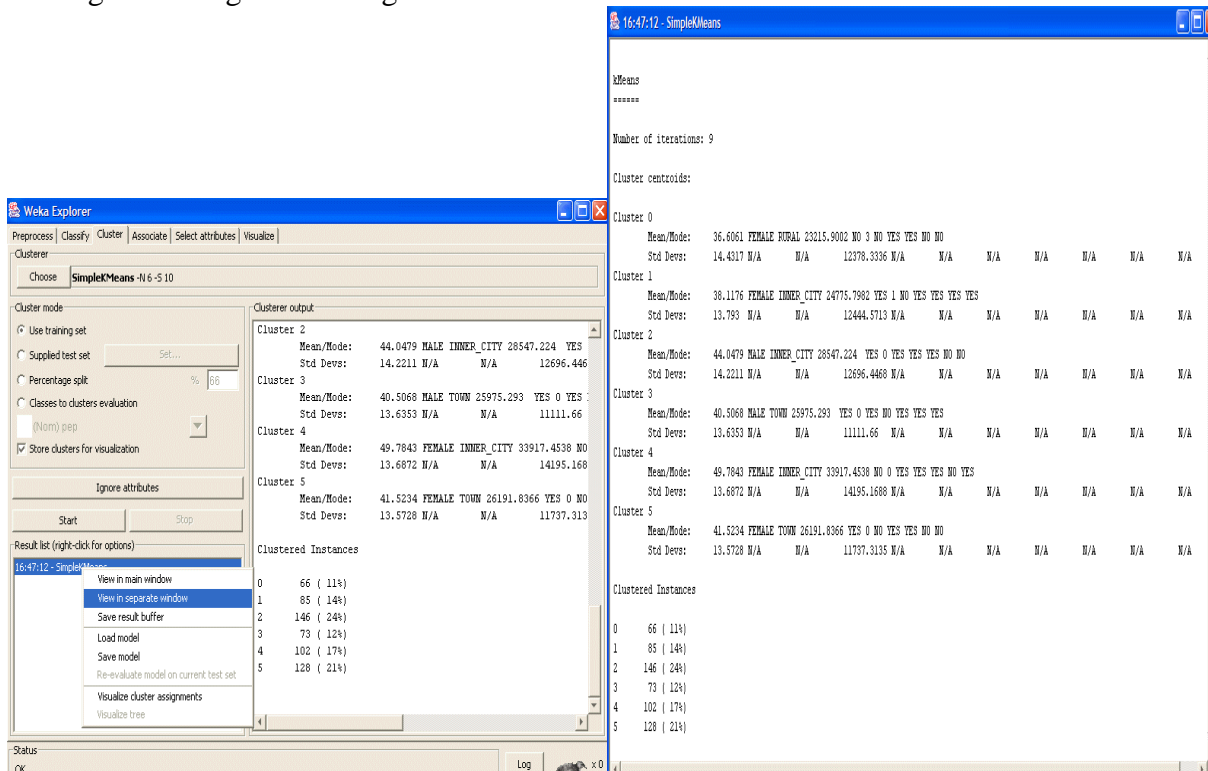 16:47:12 - SimpleKMeans
kMeans
======
Number of iterations: 9
Cluster centroids:
Cluster 0
Mean/Mode: 36.6061 FEMALE RURAL 23215.9002 NO 3 NO YES YES NO NO
Std Devs: 14.4317 N/A N/A 12378.3336 N/A N/A N/A N/A N/A N/A N/A
Cluster 1
Mean/Mode: 38.1176 FEMALE INNER_CITY 24775.7982 YES 1 NO YES YES YES YES
Std Devs: 13.793 N/A N/A 12444.5713 N/A N/A N/A N/A N/A N/A N/A
Cluster 2
Mean/Mode: 44.0479 MALE INNER_CITY 28547.224 YES 0 YES YES YES NO NO
Std Devs: 14.2211 N/A N/A 12696.4468 N/A N/A N/A N/A N/A N/A N/A
Cluster 3
Mean/Mode: 40.5068 MALE TOWN 25975.293 YES 0 YES NO YES YES YES
Std Devs: 13.6353 N/A N/A 11111.66 N/A N/A N/A N/A N/A N/A N/A
Cluster 4
Mean/Mode: 49.7843 FEMALE INNER_CITY 33917.4538 NO 0 YES YES YES NO YES
Std Devs: 13.6872 N/A N/A 14195.1688 N/A N/A N/A N/A N/A N/A N/A
Cluster 5
Mean/Mode: 41.5234 FEMALE TOWN 26191.8366 YES 0 NO YES YES NO NO
Std Devs: 13.5728 N/A N/A 11737.3135 N/A N/A N/A N/A N/A N/A N/A
Clustered Instances
0 66 ( 11%)
1 85 ( 14%)
2 146 ( 24%)
3 73 ( 12%)
4 102 ( 17%)
5 128 ( 21%)
Weka Explorer
Preprocess Classify Cluster Associate Select attributes Visualize
Clusterer
Choose SimpleKMeans -N 6 -S 10
Cluster mode
Use training set
Supplied test set Set...
Percentage split % 66
Classes to clusters evaluation
(Nom) pep
Store clusters for visualization
Ignore attributes
Start Stop
Result list (right-click for options)
16:47:12 - SimpleKMeans
View in main window
View in separate window
Save result buffer
Load model
Save model
Re-evaluate model on current test set
Visualize cluster assignments
Visualize tree
Clusterer output
Cluster 2
Mean/Mode: 44.0479 MALE INNER_CITY 28547.224 YES
Std Devs: 14.2211 N/A N/A 12696.446
Cluster 3
Mean/Mode: 40.5068 MALE TOWN 25975.293 YES 0 YES
Std Devs: 13.6353 N/A N/A 11111.66
Cluster 4
Mean/Mode: 49.7843 FEMALE INNER_CITY 33917.4538 NO
Std Devs: 13.6872 N/A N/A 14195.168
Cluster 5
Mean/Mode: 41.5234 FEMALE TOWN 26191.8366 YES 0 NO
Std Devs: 13.5728 N/A N/A 11737.313
Clustered Instances
0 66 ( 11%)
1 85 ( 14%)
2 146 ( 24%)
3 73 ( 12%)
4 102 ( 17%)
5 128 ( 21%)
Status
OK
Log x 0